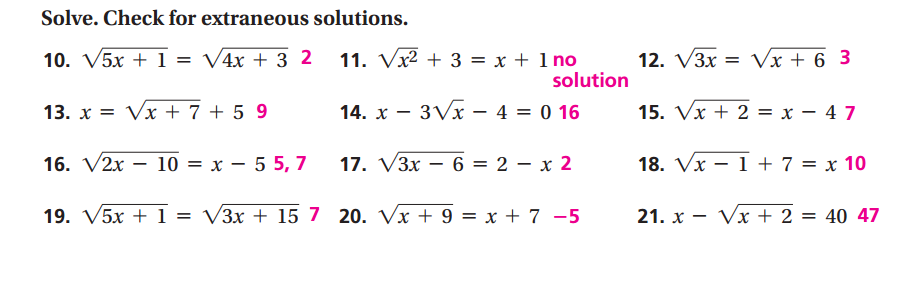 Solve. Check for extraneous solutions.
10. √(5x + 1) = √(4x + 3) 2 11. √(x²) + 3 = x + 1 no solution 12. √(3x) = √(x + 6) 3
13. x = √(x + 7) + 5 9 14. x − 3√x − 4 = 0 16 15. √(x + 2) = x − 4 7
16. √(2x − 10) = x − 5 5, 7 17. √(3x − 6) = 2 − x 2 18. √(x − 1) + 7 = x 10
19. √(5x + 1) = √(3x + 15) 7 20. √(x + 9) = x + 7 −5 21. x − √(x + 2) = 40 47